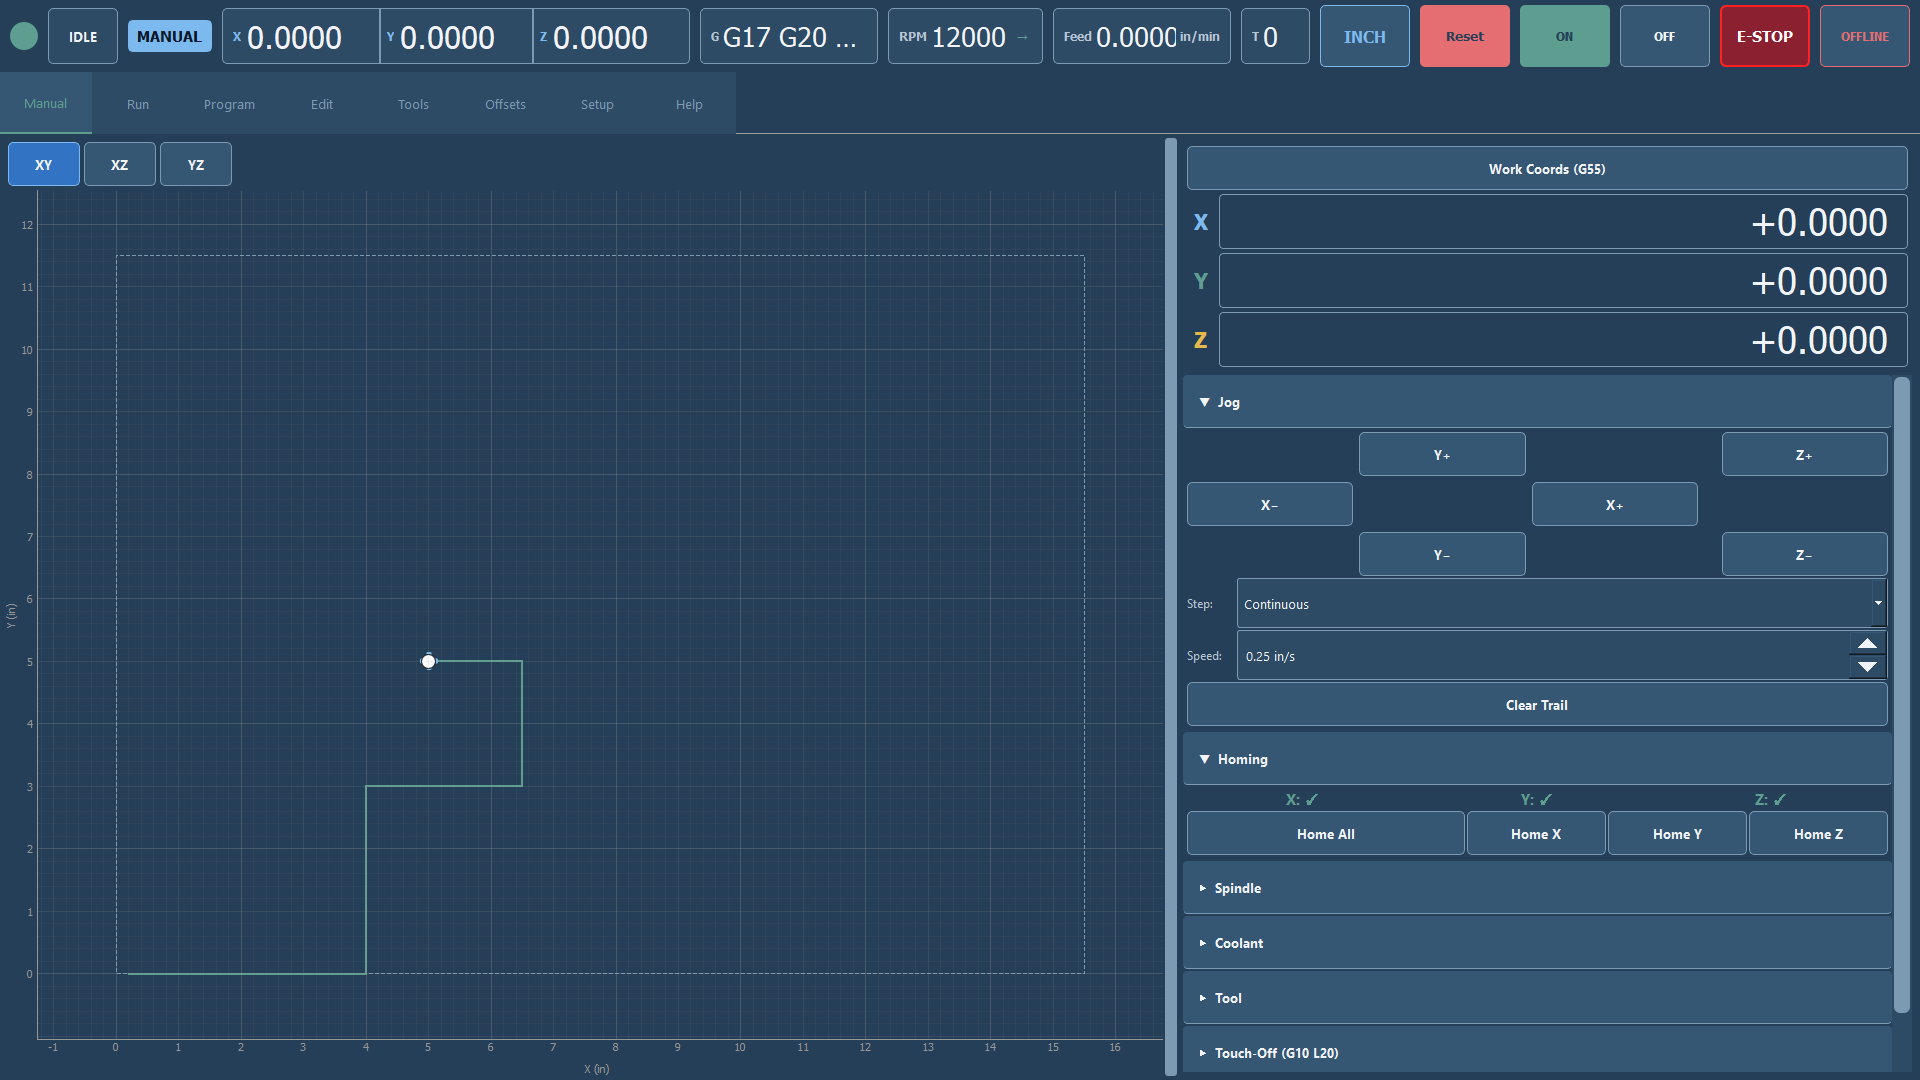 IDLE MANUAL X 0.0000 Y 0.0000 Z 0.0000 G G17 G20 ... RPM 12000 → Feed 0.0000 in/min T 0 INCH Reset ON OFF E-STOP OFFLINE
Manual Run Program Edit Tools Offsets Setup Help
XY XZ YZ
Work Coords (G55)
X +0.0000
Y +0.0000
Z +0.0000
12
11
10
9
8
7
6
5
4
3
2
1
0
Y (in)
-1 0 1 2 3 4 5 6 7 8 9 10 11 12 13 14 15 16
X (in)
▼ Jog
Y+ Z+
X− X+
Y− Z−
Step: Continuous
Speed: 0.25 in/s
Clear Trail
▼ Homing
X: ✓ Y: ✓ Z: ✓
Home All Home X Home Y Home Z
▸ Spindle
▸ Coolant
▸ Tool
▸ Touch-Off (G10 L20)